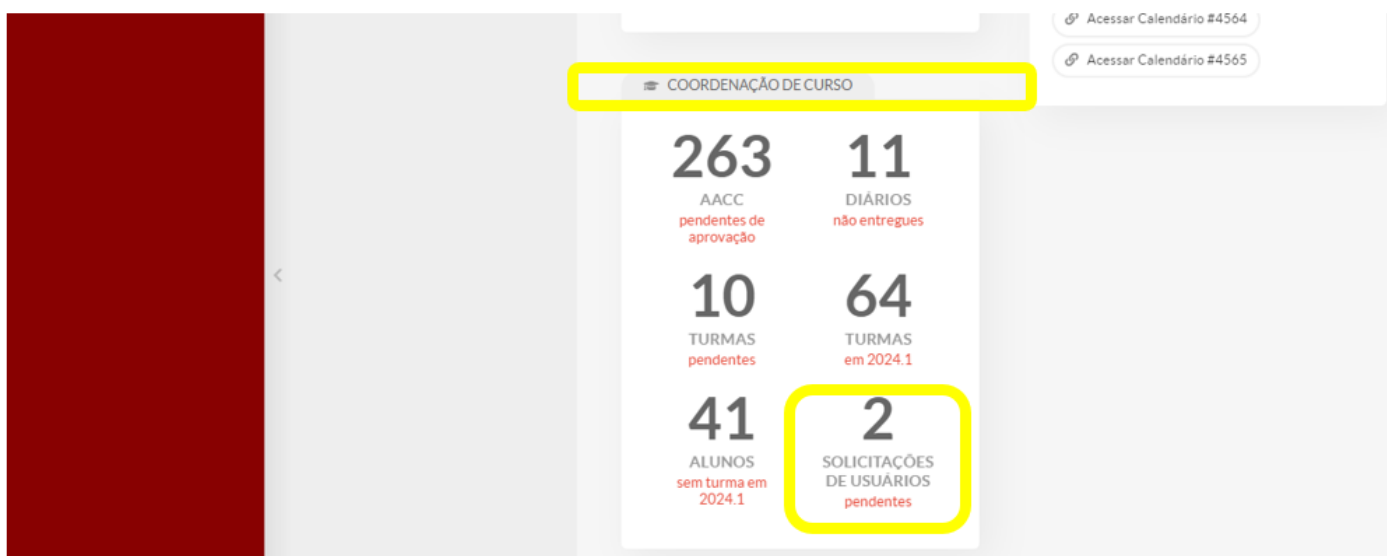 Acessar Calendário #4564
Acessar Calendário #4565
COORDENAÇÃO DE CURSO
263
AACC
pendentes de
aprovação
11
DIÁRIOS
não entregues
10
TURMAS
pendentes
64
TURMAS
em 2024.1
41
ALUNOS
sem turma em
2024.1
2
SOLICITAÇÕES
DE USUÁRIOS
pendentes